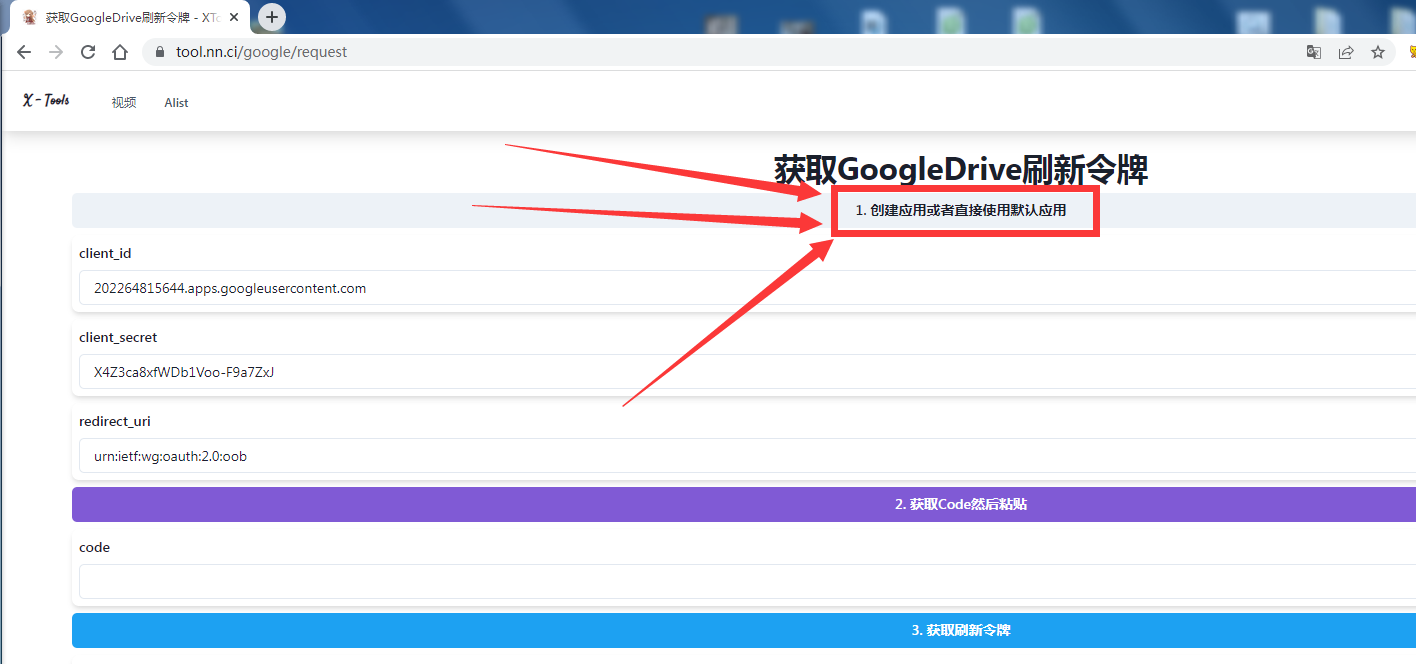 获取GoogleDrive刷新令牌 - XTo
tool.nn.ci/google/request
X-Tools
视频
Alist
获取GoogleDrive刷新令牌
1. 创建应用或者直接使用默认应用
client_id
202264815644.apps.googleusercontent.com
client_secret
X4Z3ca8xfWDb1Voo-F9a7ZxJ
redirect_uri
urn:ietf:wg:oauth:2.0:oob
2. 获取Code然后粘贴
code
3. 获取刷新令牌